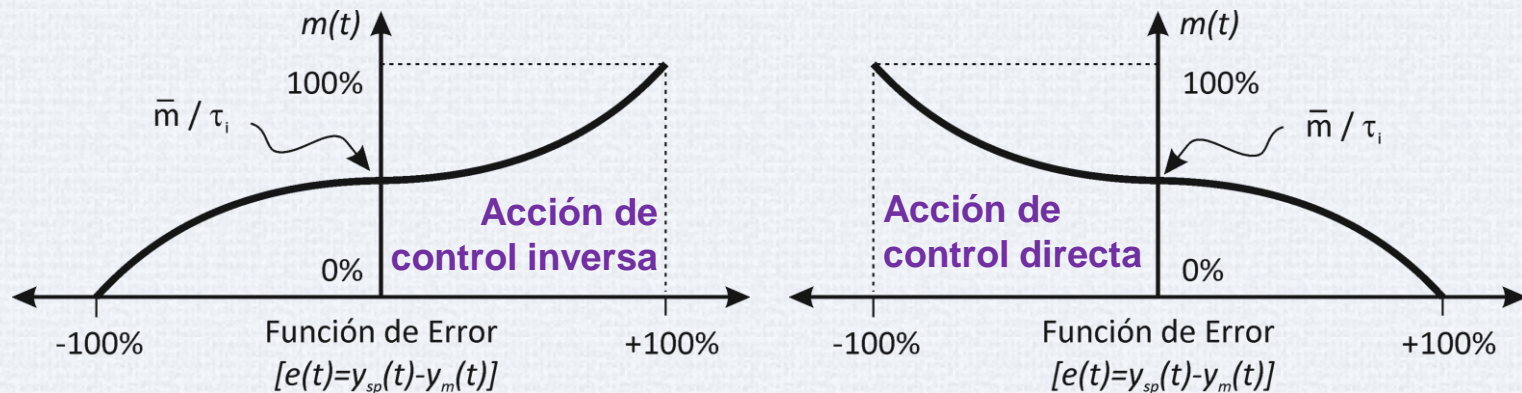 m(t)
100%
m̅ / τᵢ
Acción de
control inversa
0%
-100%
Función de Error
+100%
[e(t)=yₛₚ(t)-yₘ(t)]
m(t)
100%
m̅ / τᵢ
Acción de
control directa
0%
-100%
Función de Error
+100%
[e(t)=yₛₚ(t)-yₘ(t)]